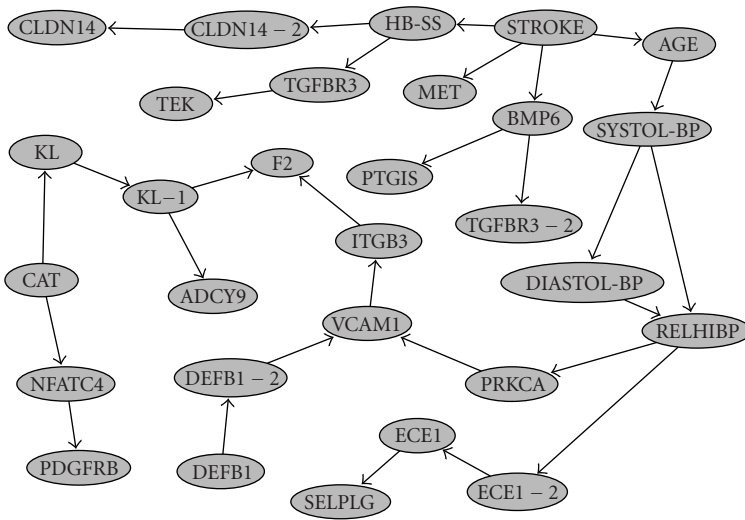 CLDN14
CLDN14 − 2
HB-SS
STROKE
AGE
TEK
TGFBR3
MET
BMP6
SYSTOL-BP
KL
KL−1
F2
PTGIS
TGFBR3 − 2
ITGB3
CAT
ADCY9
DIASTOL-BP
VCAM1
RELHIBP
NFATC4
DEFB1 − 2
PRKCA
ECE1
PDGFRB
DEFB1
SELPLG
ECE1 − 2